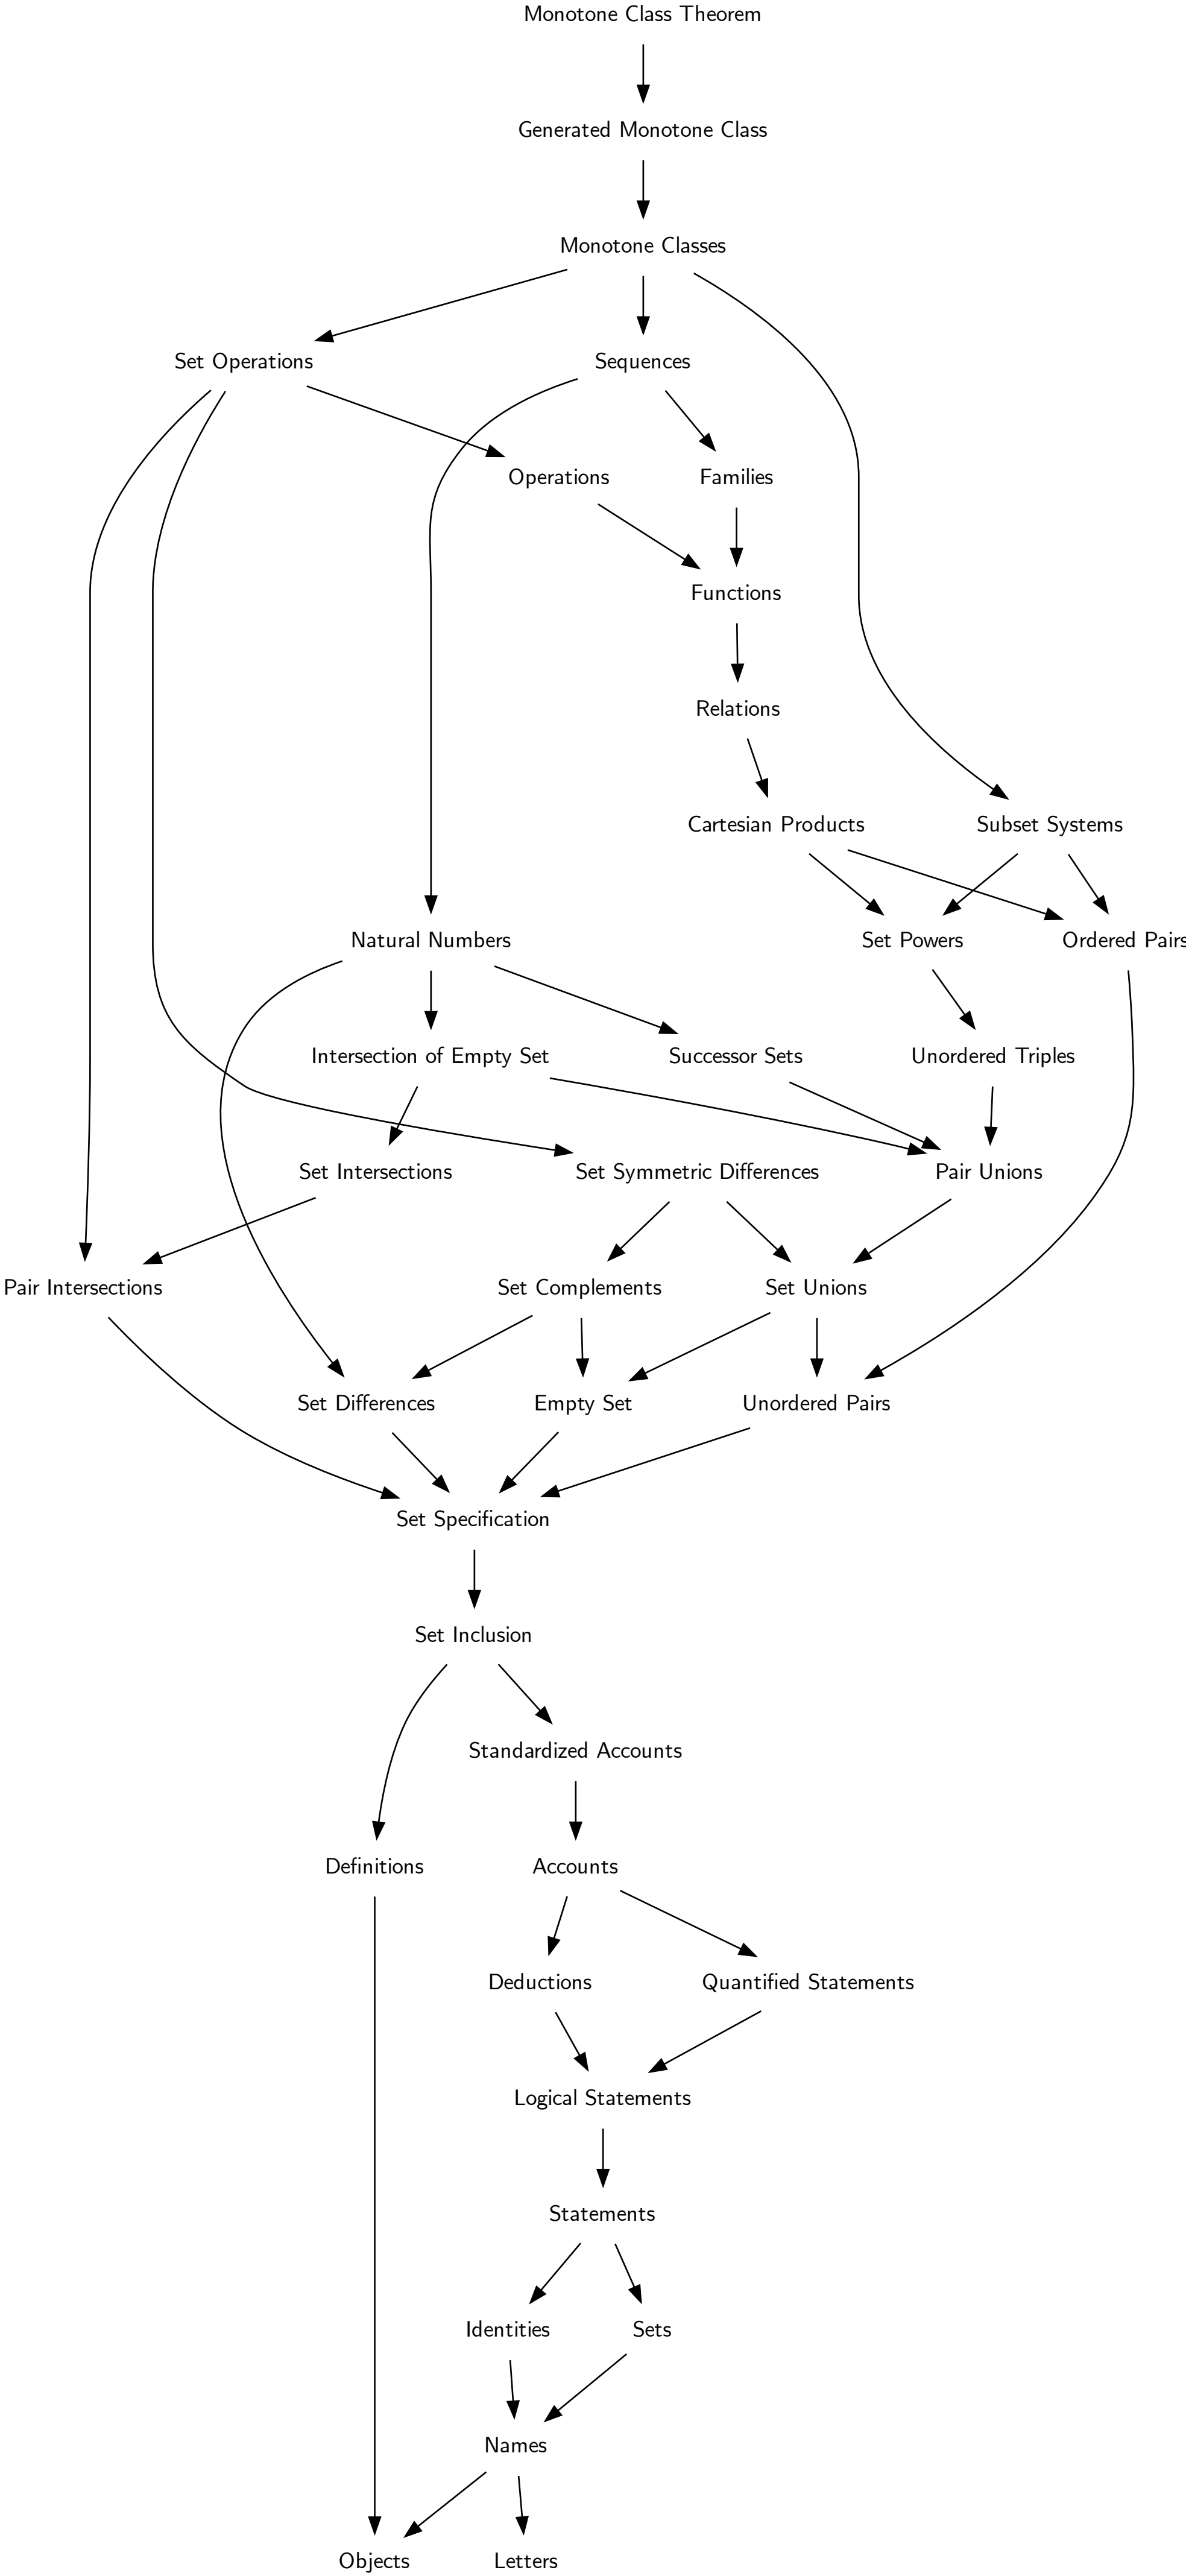 Monotone Class Theorem
Generated Monotone Class
Monotone Classes
Set Operations
Sequences
Operations
Families
Functions
Relations
Cartesian Products
Subset Systems
Natural Numbers
Set Powers
Ordered Pairs
Intersection of Empty Set
Successor Sets
Unordered Triples
Set Intersections
Set Symmetric Differences
Pair Unions
Pair Intersections
Set Complements
Set Unions
Set Differences
Empty Set
Unordered Pairs
Set Specification
Set Inclusion
Standardized Accounts
Definitions
Accounts
Deductions
Quantified Statements
Logical Statements
Statements
Identities
Sets
Names
Objects
Letters